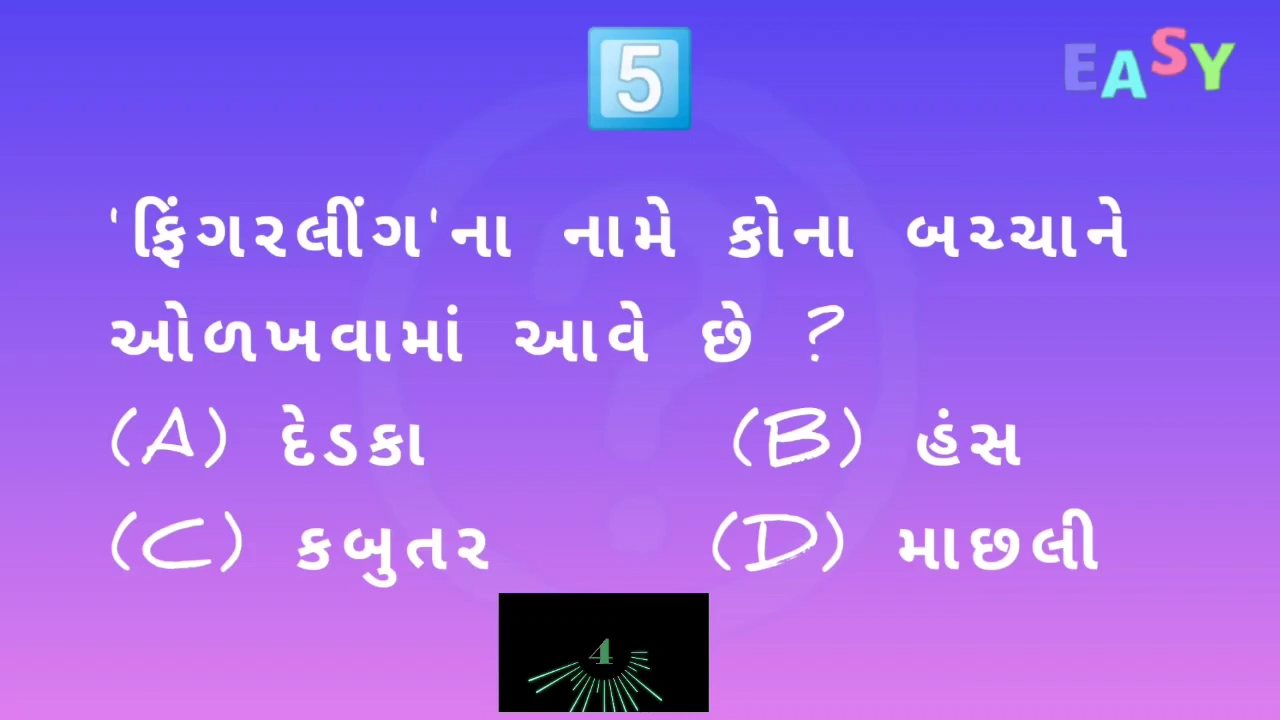 5
EASY
'ફિંગરલીંગ'ના નામે કોના બચ્ચાને
ઓળખવામાં આવે છે ?
(A) દેડકા (B) હંસ
(C) કબુતર (D) માછલી
4